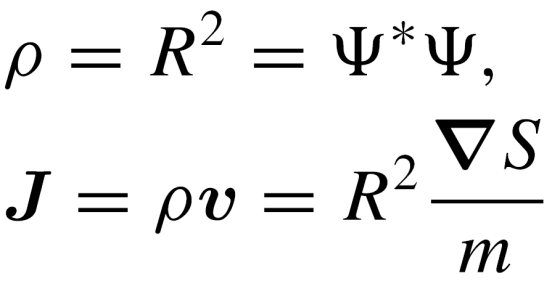 ρ = R² = Ψ*Ψ,
J = ρv = R² ∇S / m